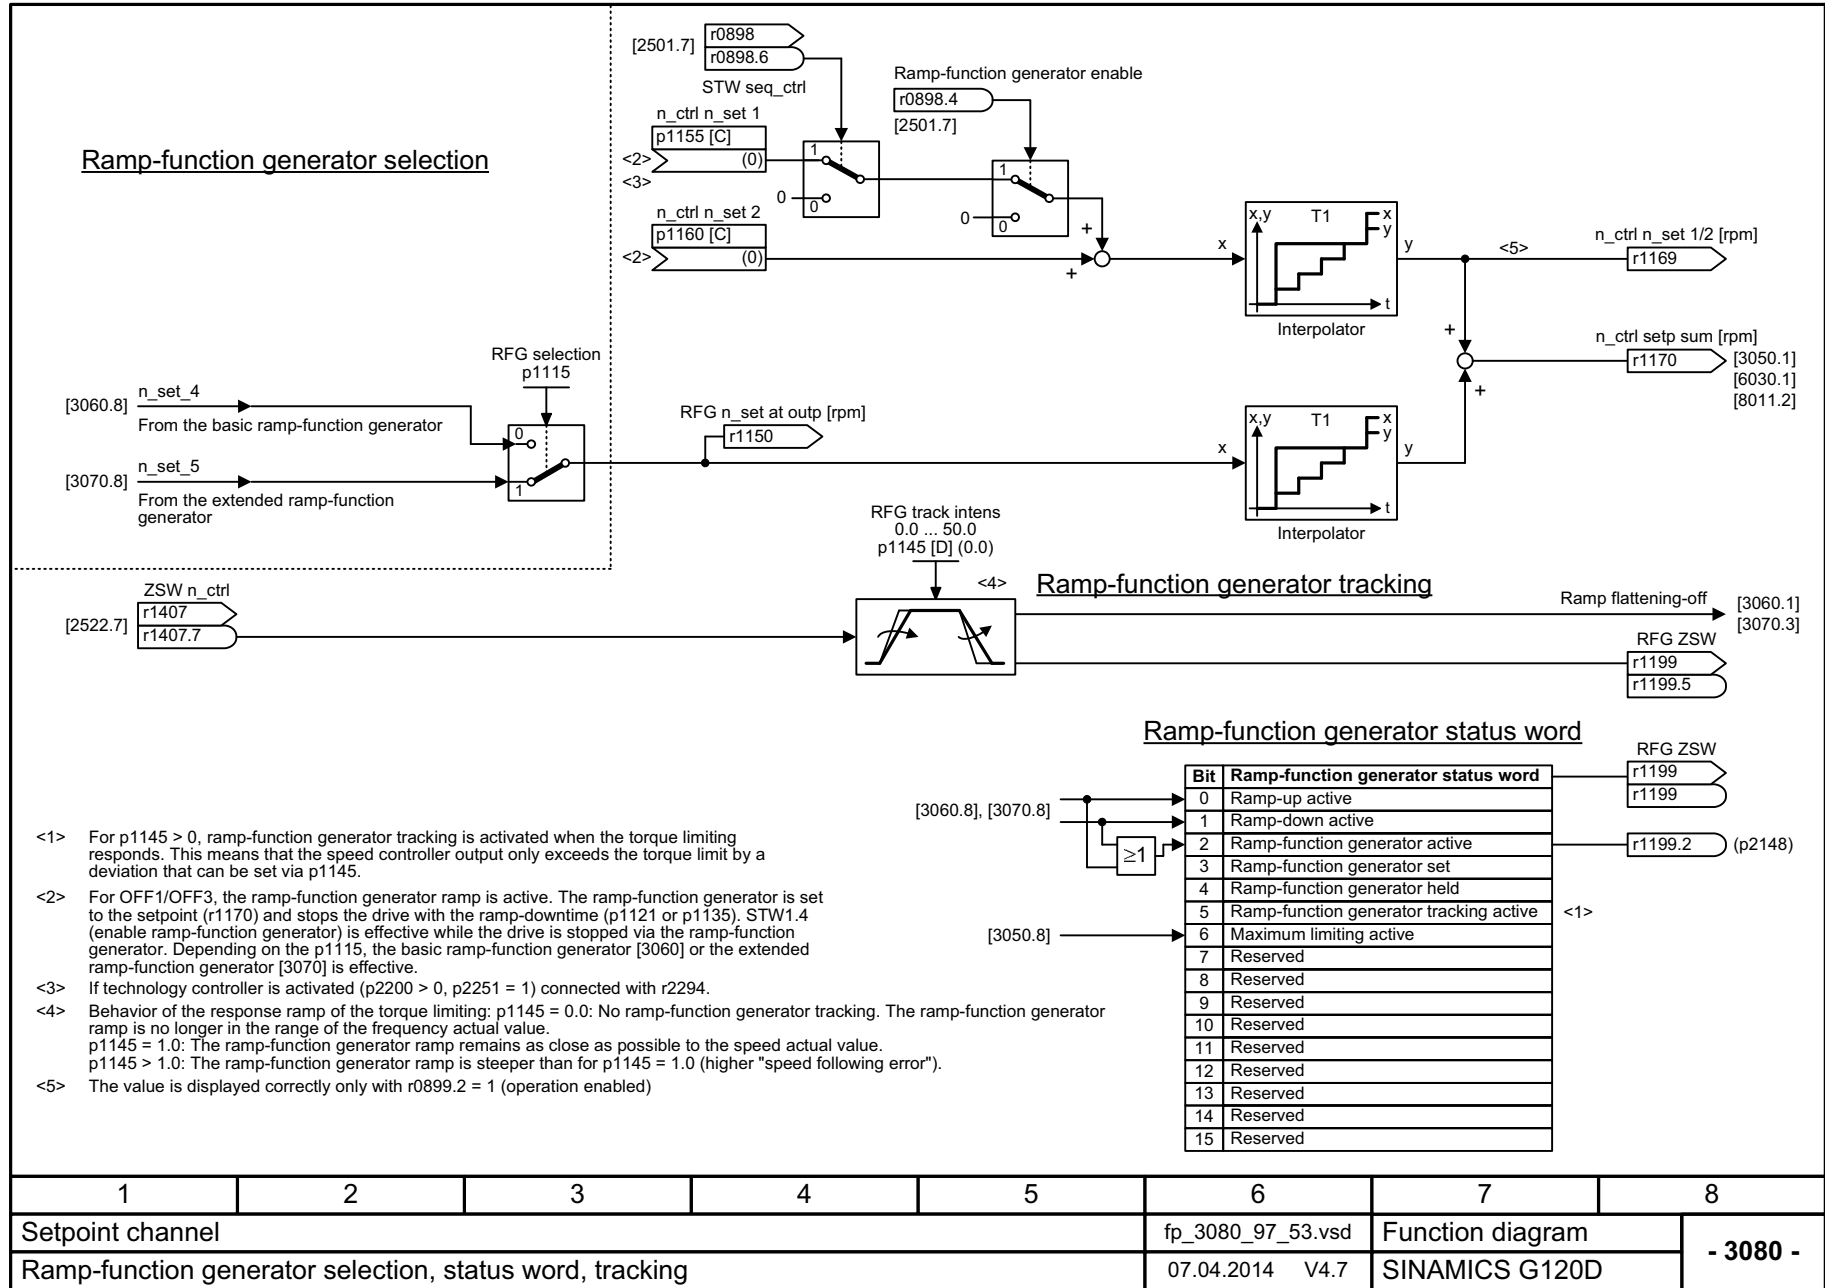 Ramp-function generator selection
[2501.7]
r0898
r0898.6
STW seq_ctrl
Ramp-function generator enable
r0898.4
[2501.7]
n_ctrl n_set 1
p1155 [C]
<2>
(0)
<3>
1
0
0
1
0
0
n_ctrl n_set 2
p1160 [C]
<2>
(0)
+
+
x
x,y
T1
x
y
t
Interpolator
y
<5>
n_ctrl n_set 1/2 [rpm]
r1169
+
+
n_ctrl setp sum [rpm]
r1170
[3050.1]
[6030.1]
[8011.2]
RFG selection
p1115
[3060.8]
n_set_4
From the basic ramp-function generator
0
[3070.8]
n_set_5
From the extended ramp-function
generator
1
RFG n_set at outp [rpm]
r1150
x
x,y
T1
x
y
t
Interpolator
y
RFG track intens
0.0 ... 50.0
p1145 [D] (0.0)
<4>
Ramp-function generator tracking
ZSW n_ctrl
[2522.7]
r1407
r1407.7
Ramp flattening-off
[3060.1]
[3070.3]
RFG ZSW
r1199
r1199.5
Ramp-function generator status word
RFG ZSW
r1199
r1199
[3060.8], [3070.8]
≥1
[3050.8]
Bit Ramp-function generator status word
0 Ramp-up active
1 Ramp-down active
2 Ramp-function generator active
r1199.2 (p2148)
3 Ramp-function generator set
4 Ramp-function generator held
5 Ramp-function generator tracking active <1>
6 Maximum limiting active
7 Reserved
8 Reserved
9 Reserved
10 Reserved
11 Reserved
12 Reserved
13 Reserved
14 Reserved
15 Reserved
<1> For p1145 > 0, ramp-function generator tracking is activated when the torque limiting
responds. This means that the speed controller output only exceeds the torque limit by a
deviation that can be set via p1145.
<2> For OFF1/OFF3, the ramp-function generator ramp is active. The ramp-function generator is set
to the setpoint (r1170) and stops the drive with the ramp-downtime (p1121 or p1135). STW1.4
(enable ramp-function generator) is effective while the drive is stopped via the ramp-function
generator. Depending on the p1115, the basic ramp-function generator [3060] or the extended
ramp-function generator [3070] is effective.
<3> If technology controller is activated (p2200 > 0, p2251 = 1) connected with r2294.
<4> Behavior of the response ramp of the torque limiting: p1145 = 0.0: No ramp-function generator tracking. The ramp-function generator
ramp is no longer in the range of the frequency actual value.
p1145 = 1.0: The ramp-function generator ramp remains as close as possible to the speed actual value.
p1145 > 1.0: The ramp-function generator ramp is steeper than for p1145 = 1.0 (higher "speed following error").
<5> The value is displayed correctly only with r0899.2 = 1 (operation enabled)
1 2 3 4 5 6 7 8
Setpoint channel
fp_3080_97_53.vsd
Function diagram
- 3080 -
Ramp-function generator selection, status word, tracking
07.04.2014 V4.7
SINAMICS G120D